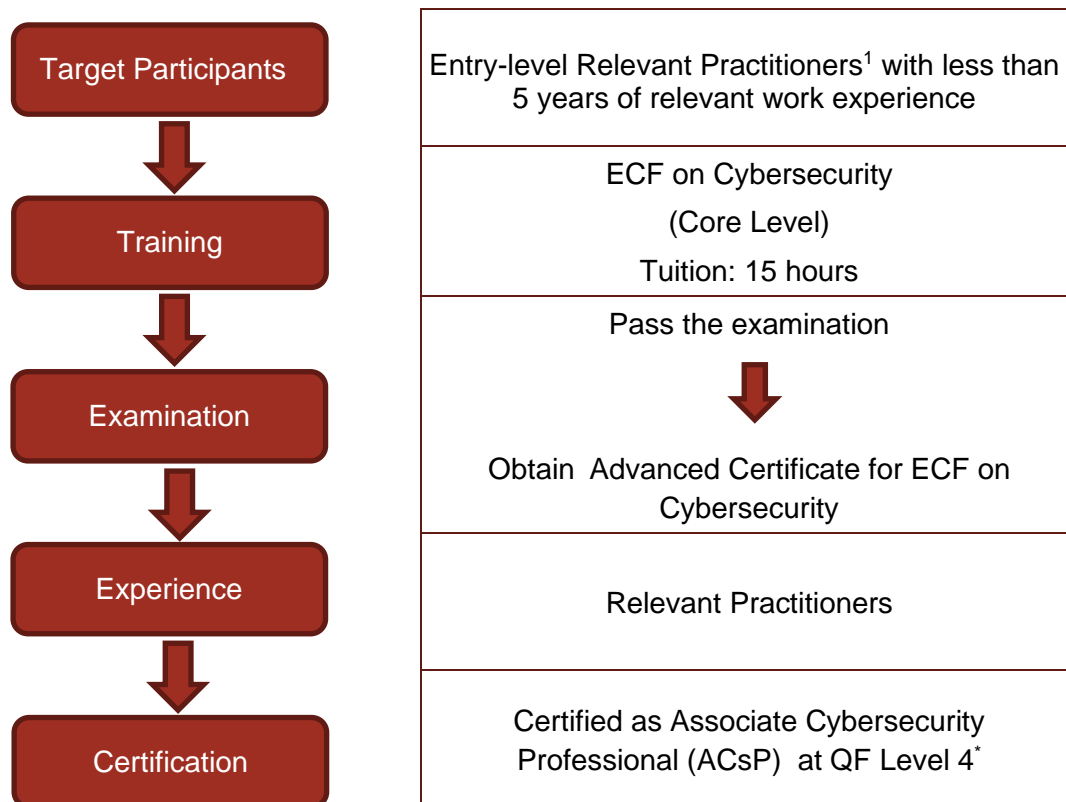 Target Participants
Entry-level Relevant Practitioners¹ with less than
5 years of relevant work experience
Training
ECF on Cybersecurity
(Core Level)
Tuition: 15 hours
Examination
Pass the examination
Obtain Advanced Certificate for ECF on
Cybersecurity
Experience
Relevant Practitioners
Certification
Certified as Associate Cybersecurity
Professional (ACsP) at QF Level 4*